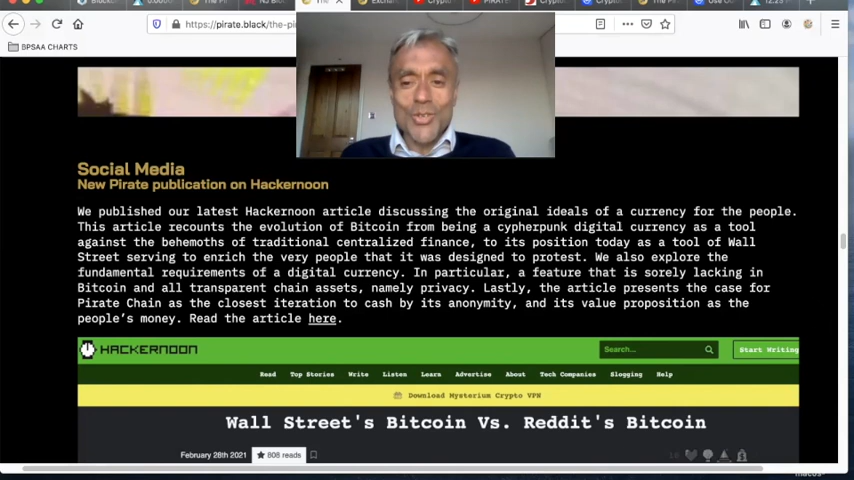 https://pirate.black/the-pi
BPSAA CHARTS
Social Media
New Pirate publication on Hackernoon
We published our latest Hackernoon article discussing the original ideals of a currency for the people.
This article recounts the evolution of Bitcoin from being a cypherpunk digital currency as a tool
against the behemoths of traditional centralized finance, to its position today as a tool of Wall
Street serving to enrich the very people that it was designed to protest. We also explore the
fundamental requirements of a digital currency. In particular, a feature that is sorely lacking in
Bitcoin and all transparent chain assets, namely privacy. Lastly, the article presents the case for
Pirate Chain as the closest iteration to cash by its anonymity, and its value proposition as the
people's money. Read the article here.
HACKERNOON Search... Start Writing
Read Top Stories Write Listen Learn Advertise About Tech Companies Slogging Help
Download Mysterium Crypto VPN
Wall Street's Bitcoin Vs. Reddit's Bitcoin
February 28th 2021 808 reads